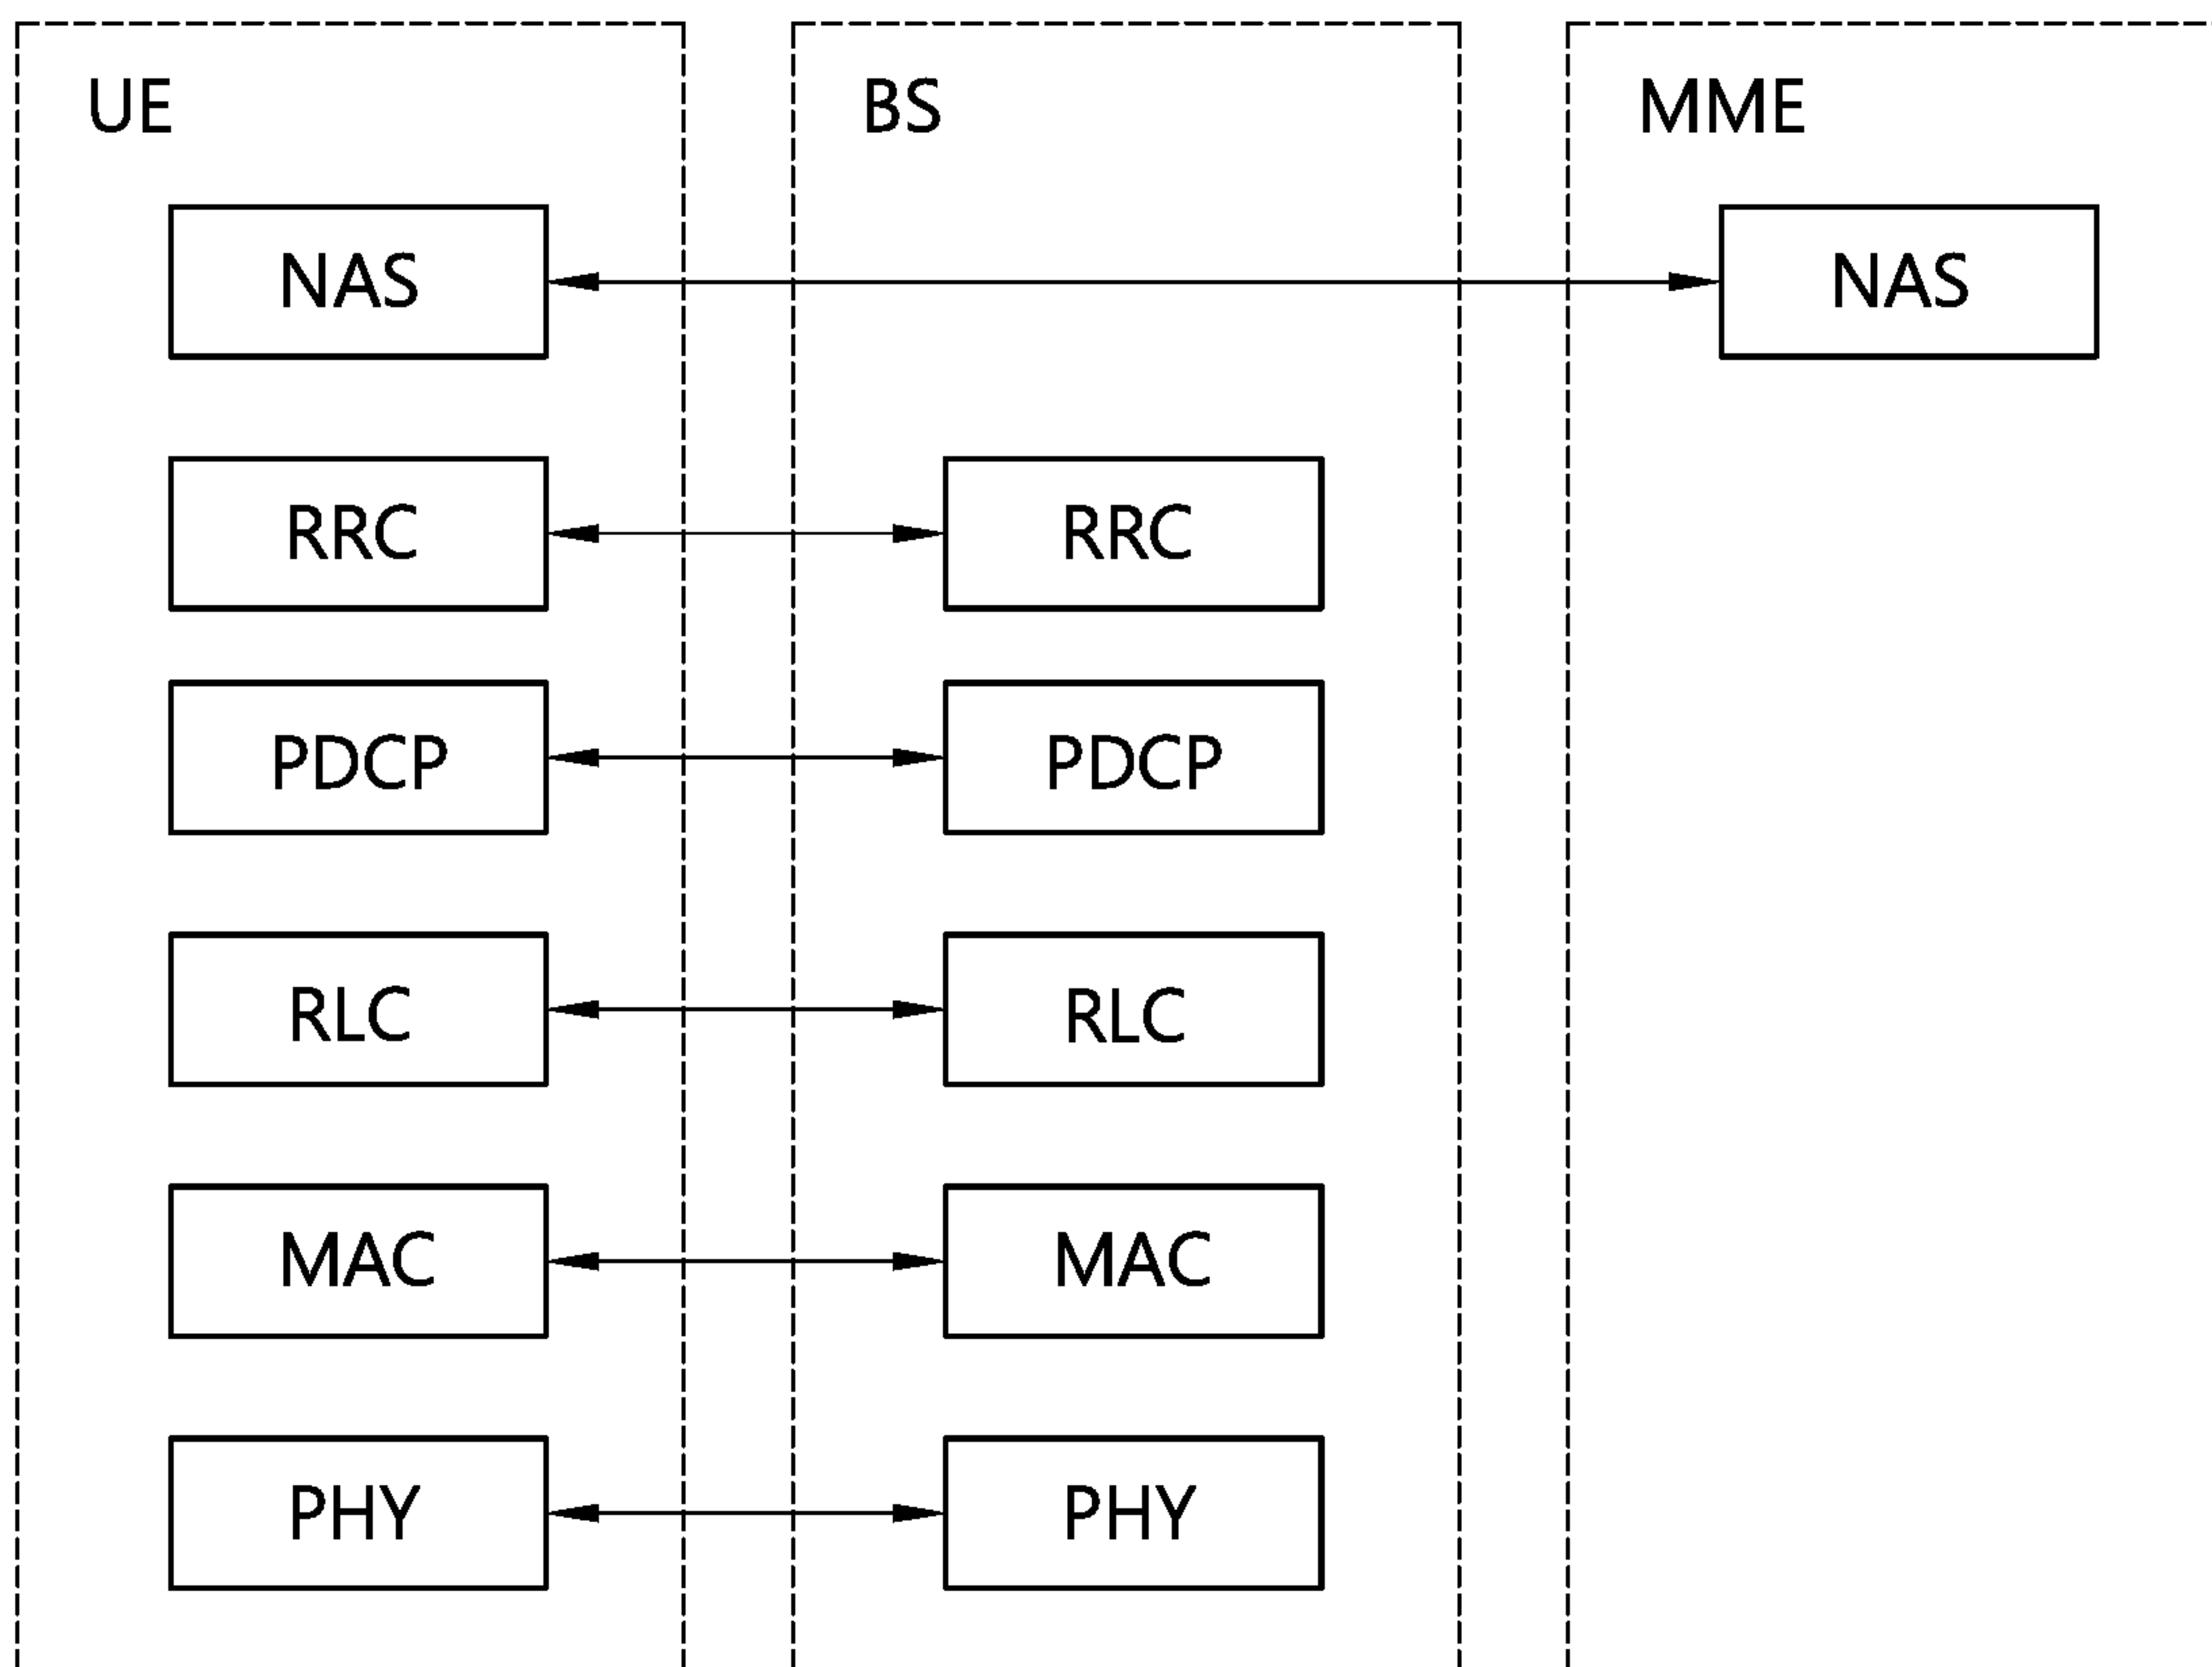 UE BS MME
NAS NAS
RRC RRC
PDCP PDCP
RLC RLC
MAC MAC
PHY PHY